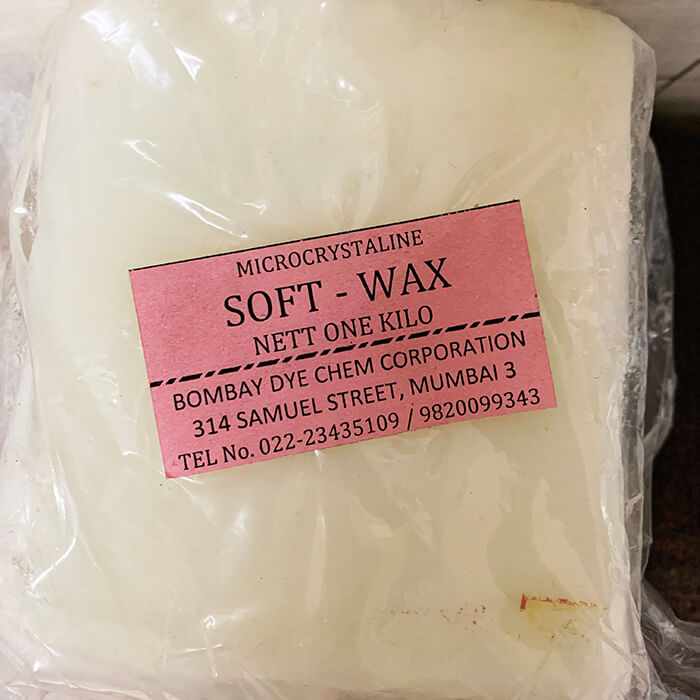 MICROCRYSTALINE
SOFT - WAX
NETT ONE KILO
BOMBAY DYE CHEM CORPORATION
314 SAMUEL STREET, MUMBAI 3
TEL No. 022-23435109 / 9820099343